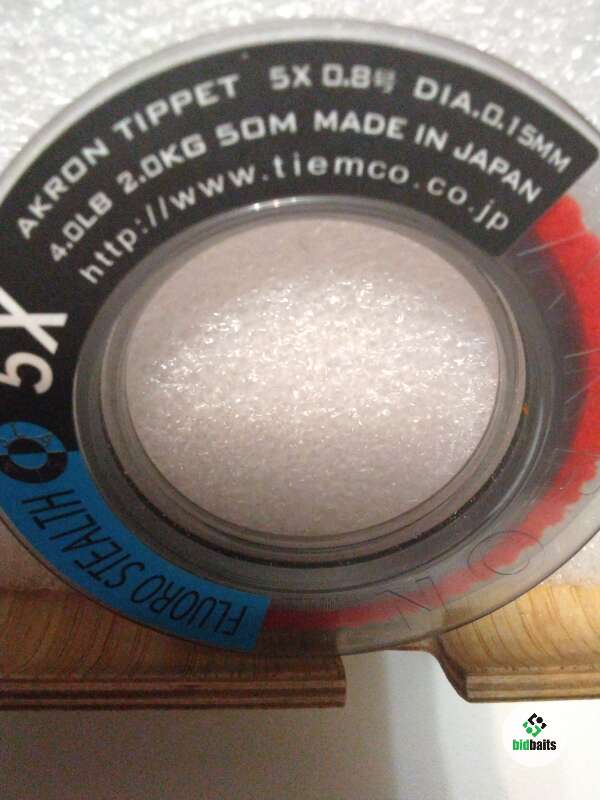 AKRON TIPPET 5X 0.8号 DIA.0.15MM
4.0LB 2.0KG 50M MADE IN JAPAN
http://www.tiemco.co.jp
5X
FLUORO STEALTH
bidbaits